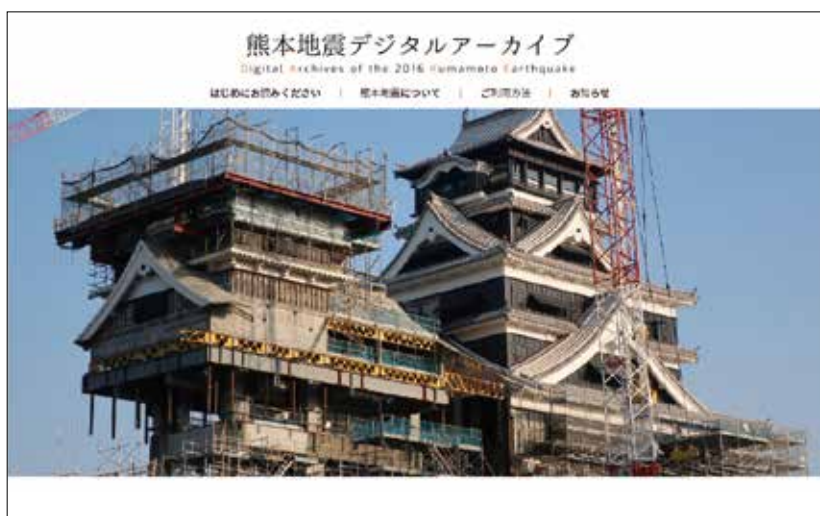 熊本地震デジタルアーカイブ
Digital Archives of the 2016 Kumamoto Earthquake
はじめにお読みください | 熊本地震について | ご利用方法 | お知らせ